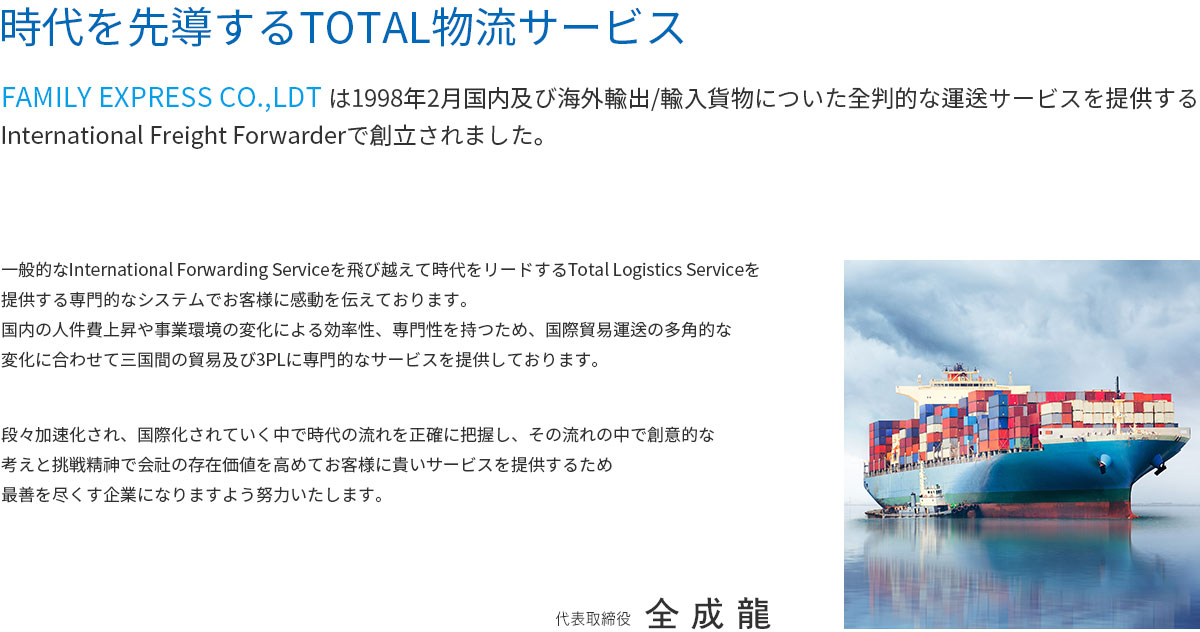 時代を先導するTOTAL物流サービス
FAMILY EXPRESS CO.,LDT は1998年2月国内及び海外輸出/輸入貨物についた全判的な運送サービスを提供する
International Freight Forwarderで創立されました。
一般的なInternational Forwarding Serviceを飛び越えて時代をリードするTotal Logistics Serviceを
提供する専門的なシステムでお客様に感動を伝えております。
国内の人件費上昇や事業環境の変化による効率性、専門性を持つため、国際貿易運送の多角的な
変化に合わせて三国間の貿易及び3PLに専門的なサービスを提供しております。
段々加速化され、国際化されていく中で時代の流れを正確に把握し、その流れの中で創意的な
考えと挑戦精神で会社の存在価値を高めてお客様に貴いサービスを提供するため
最善を尽くす企業になりますよう努力いたします。
代表取締役 全 成 龍